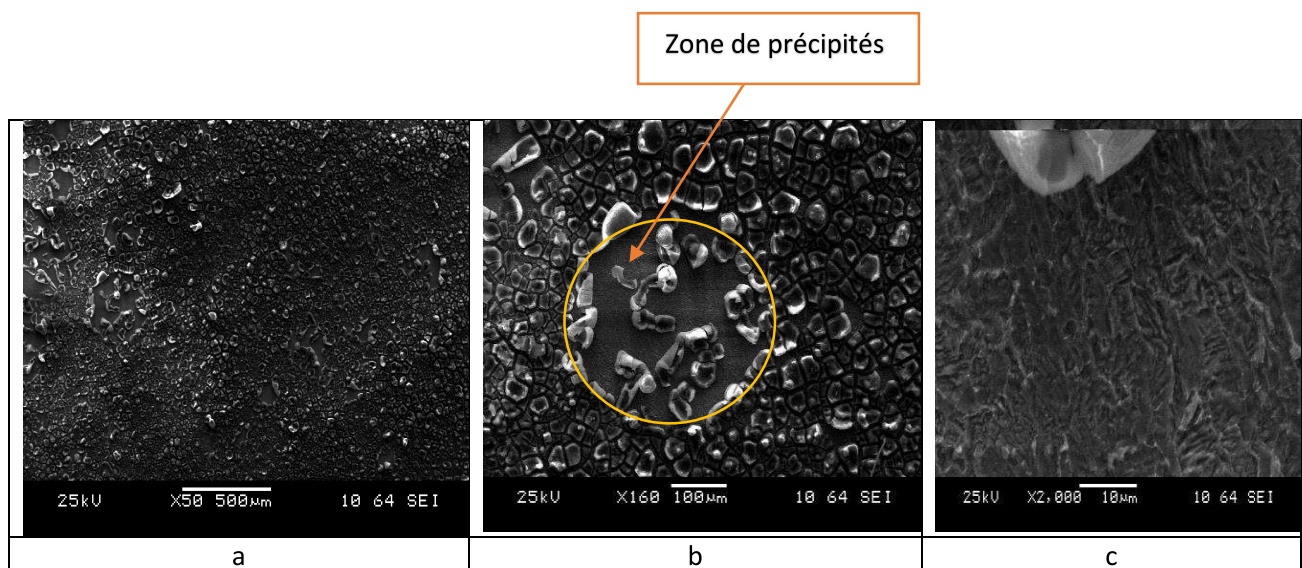 Zone de précipités
25kV X50 500µm 10 64 SEI
25kV X160 100µm 10 64 SEI
25kV X2,000 10µm 10 64 SEI
a b c